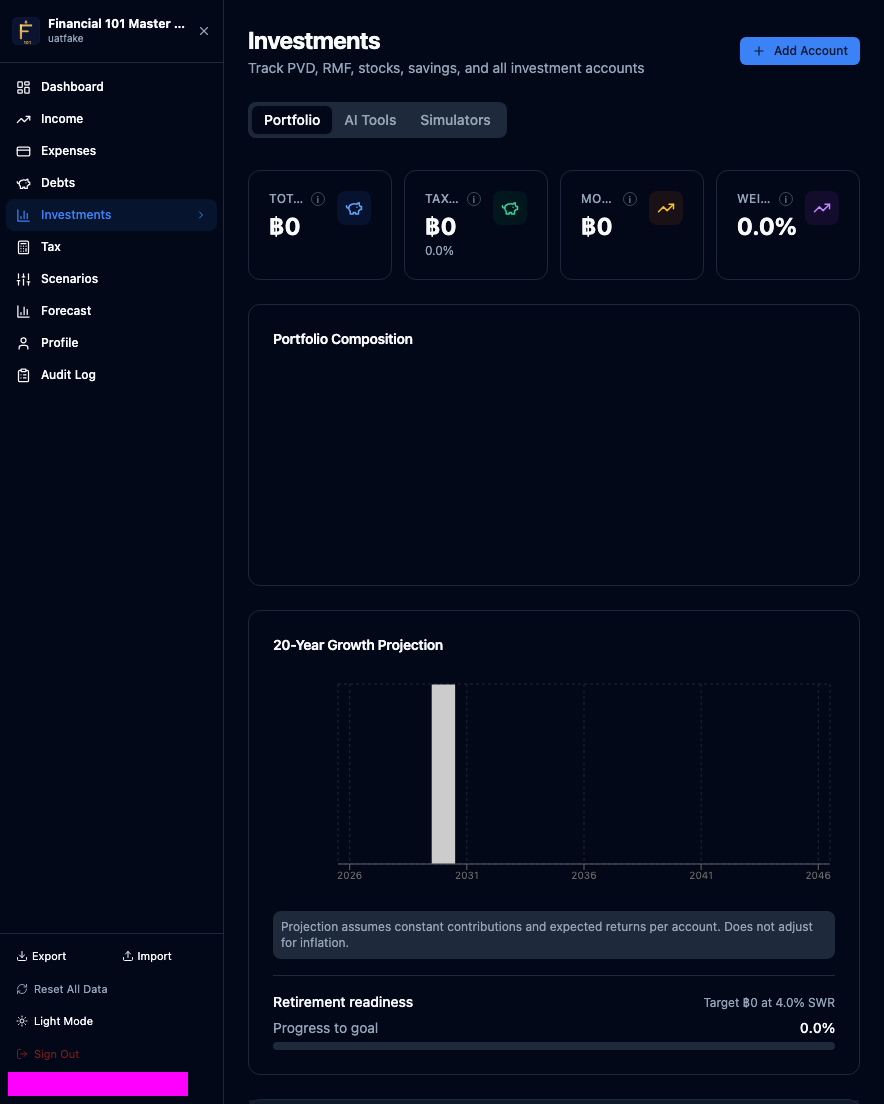 Financial 101 Master ...
uatfake
Dashboard
Income
Expenses
Debts
Investments
Tax
Scenarios
Forecast
Profile
Audit Log
Export
Import
Reset All Data
Light Mode
Sign Out
Investments
Track PVD, RMF, stocks, savings, and all investment accounts
Add Account
Portfolio
AI Tools
Simulators
TOT...
฿0
TAX...
฿0
0.0%
MO...
฿0
WEI...
0.0%
Portfolio Composition
20-Year Growth Projection
2026
2031
2036
2041
2046
Projection assumes constant contributions and expected returns per account. Does not adjust
for inflation.
Retirement readiness
Target ฿0 at 4.0% SWR
Progress to goal
0.0%